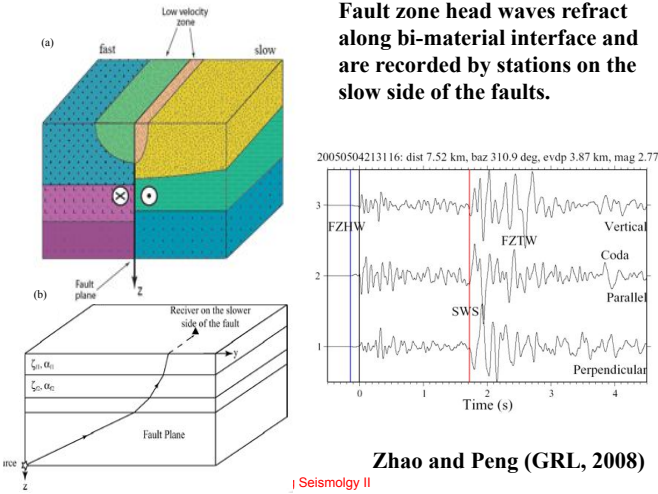 Fault zone head waves refract
along bi-material interface and
are recorded by stations on the
slow side of the faults.
(a)
Low velocity
zone
fast
slow
Fault
plane
z
(b)
Reciver on the slower
side of the fault
y
ζₜ₁, αₜ₁
ζₜ₂, αₜ₂
Fault Plane
z
20050504213116: dist 7.52 km, baz 310.9 deg, evdp 3.87 km, mag 2.77
3
FZHW
Vertical
FZTW
Coda
2
Parallel
SWS
1
Perpendicular
0 1 2 3 4
Time (s)
Zhao and Peng (GRL, 2008)
Seismolgy II